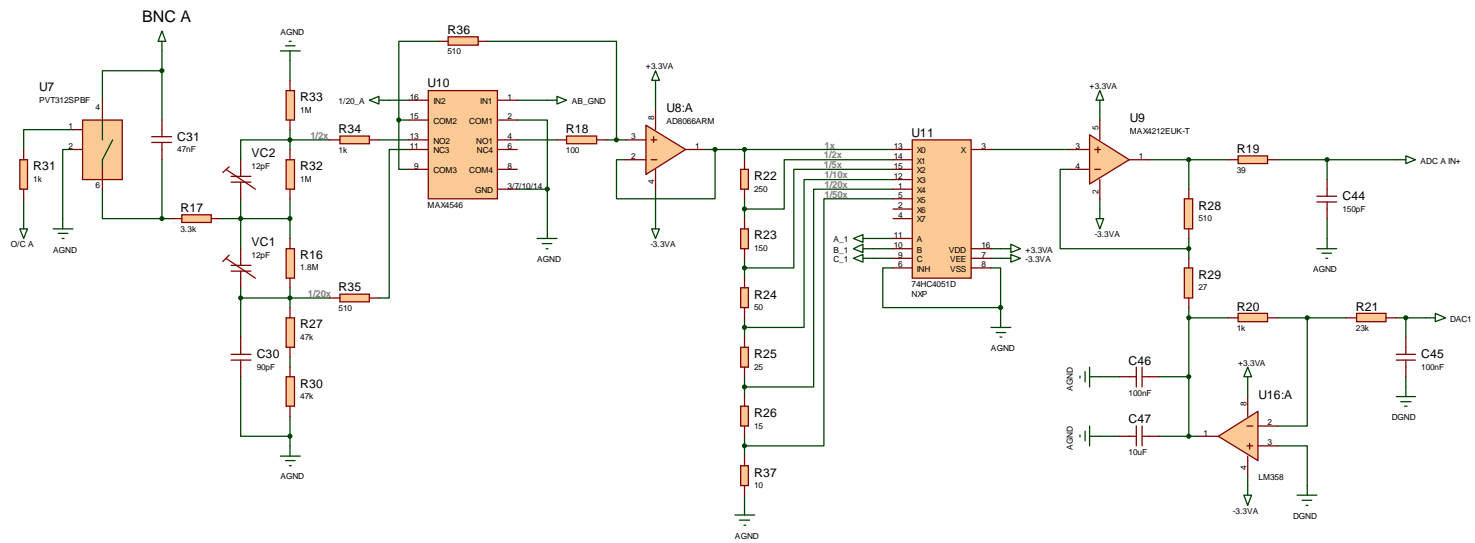 BNC A
U7
PVT312SPBF
4
1
2
6
R31
1k
O/C A
AGND
C31
47nF
R17
3.3k
AGND
R33
1M
VC2
12pF
R32
1M
VC1
12pF
R16
1.8M
R27
47k
C30
90pF
R30
47k
AGND
1/2x
R34
1k
1/20x
R35
510
R36
510
U10
1/20_A
16
IN2
IN1
1
AB_GND
15
COM2
COM1
2
13
NO2
NO1
4
11
NC3
NC4
6
9
COM3
COM4
8
GND
3/7/10/14
MAX4546
AGND
R18
100
+3.3VA
U8:A
AD8066ARM
8
3
2
1
4
-3.3VA
R22
250
R23
150
R24
50
R25
25
R26
15
R37
10
AGND
1x
1/2x
1/5x
1/10x
1/20x
1/50x
U11
13
X0
X
3
14
X1
15
X2
12
X3
1
X4
5
X5
2
X6
4
X7
A_1
11
A
B_1
10
B
VDD
16
+3.3VA
C_1
9
C
VEE
7
-3.3VA
6
INH
VSS
8
74HC4051D
NXP
AGND
+3.3VA
U9
MAX4212EUK-T
5
3
4
1
2
-3.3VA
R19
39
ADC A IN+
C44
150pF
AGND
R28
510
R29
27
R20
1k
R21
23k
DAC1
C45
100nF
DGND
AGND
C46
100nF
AGND
C47
10uF
+3.3VA
U16:A
8
1
2
3
4
LM358
-3.3VA
DGND